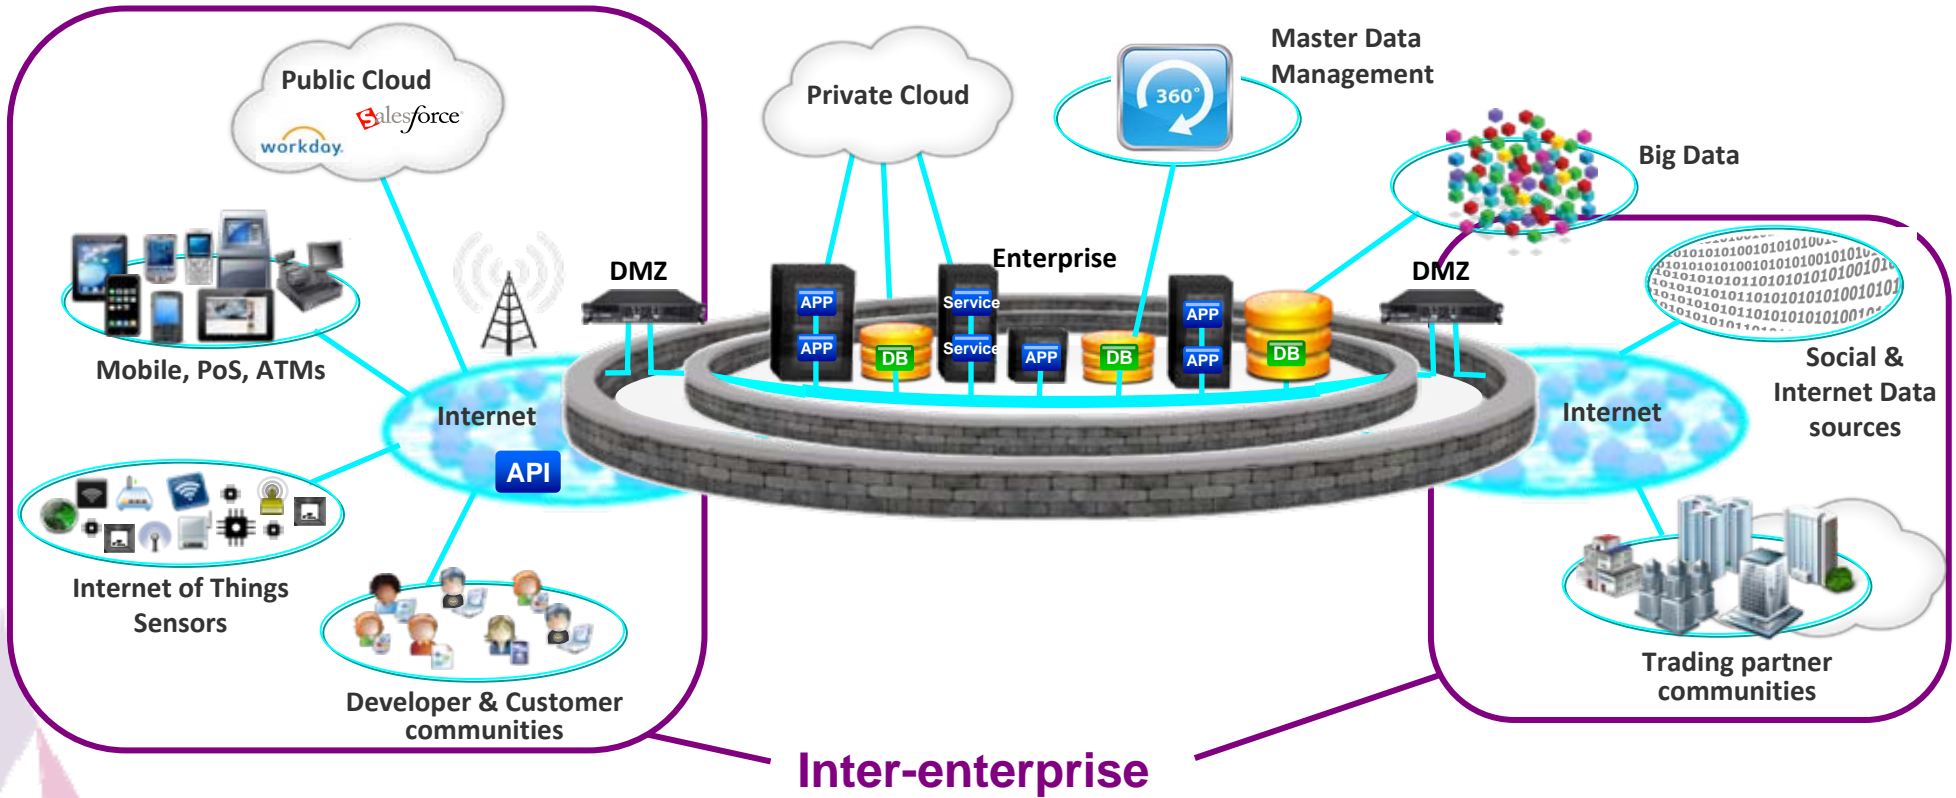 Public Cloud
salesforce
workday.
Private Cloud
360°
Master Data
Management
Big Data
DMZ
Enterprise
DMZ
APP
APP
DB
Service
Service
APP
DB
APP
APP
DB
Mobile, PoS, ATMs
Internet
API
Internet
Social &
Internet Data
sources
Internet of Things
Sensors
Developer & Customer
communities
Trading partner
communities
Inter-enterprise